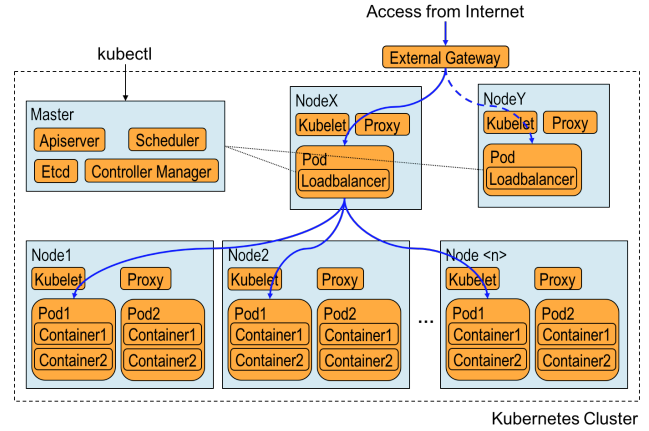 Access from Internet
External Gateway
kubectl
Master
Apiserver
Scheduler
Etcd
Controller Manager
NodeX
Kubelet
Proxy
Pod
Loadbalancer
NodeY
Kubelet
Proxy
Pod
Loadbalancer
Node1
Kubelet
Proxy
Pod1
Container1
Container2
Pod2
Container1
Container2
Node2
Kubelet
Proxy
Pod1
Container1
Container2
Pod2
Container1
Container2
...
Node <n>
Kubelet
Proxy
Pod1
Container1
Container2
Pod2
Container1
Container2
Kubernetes Cluster